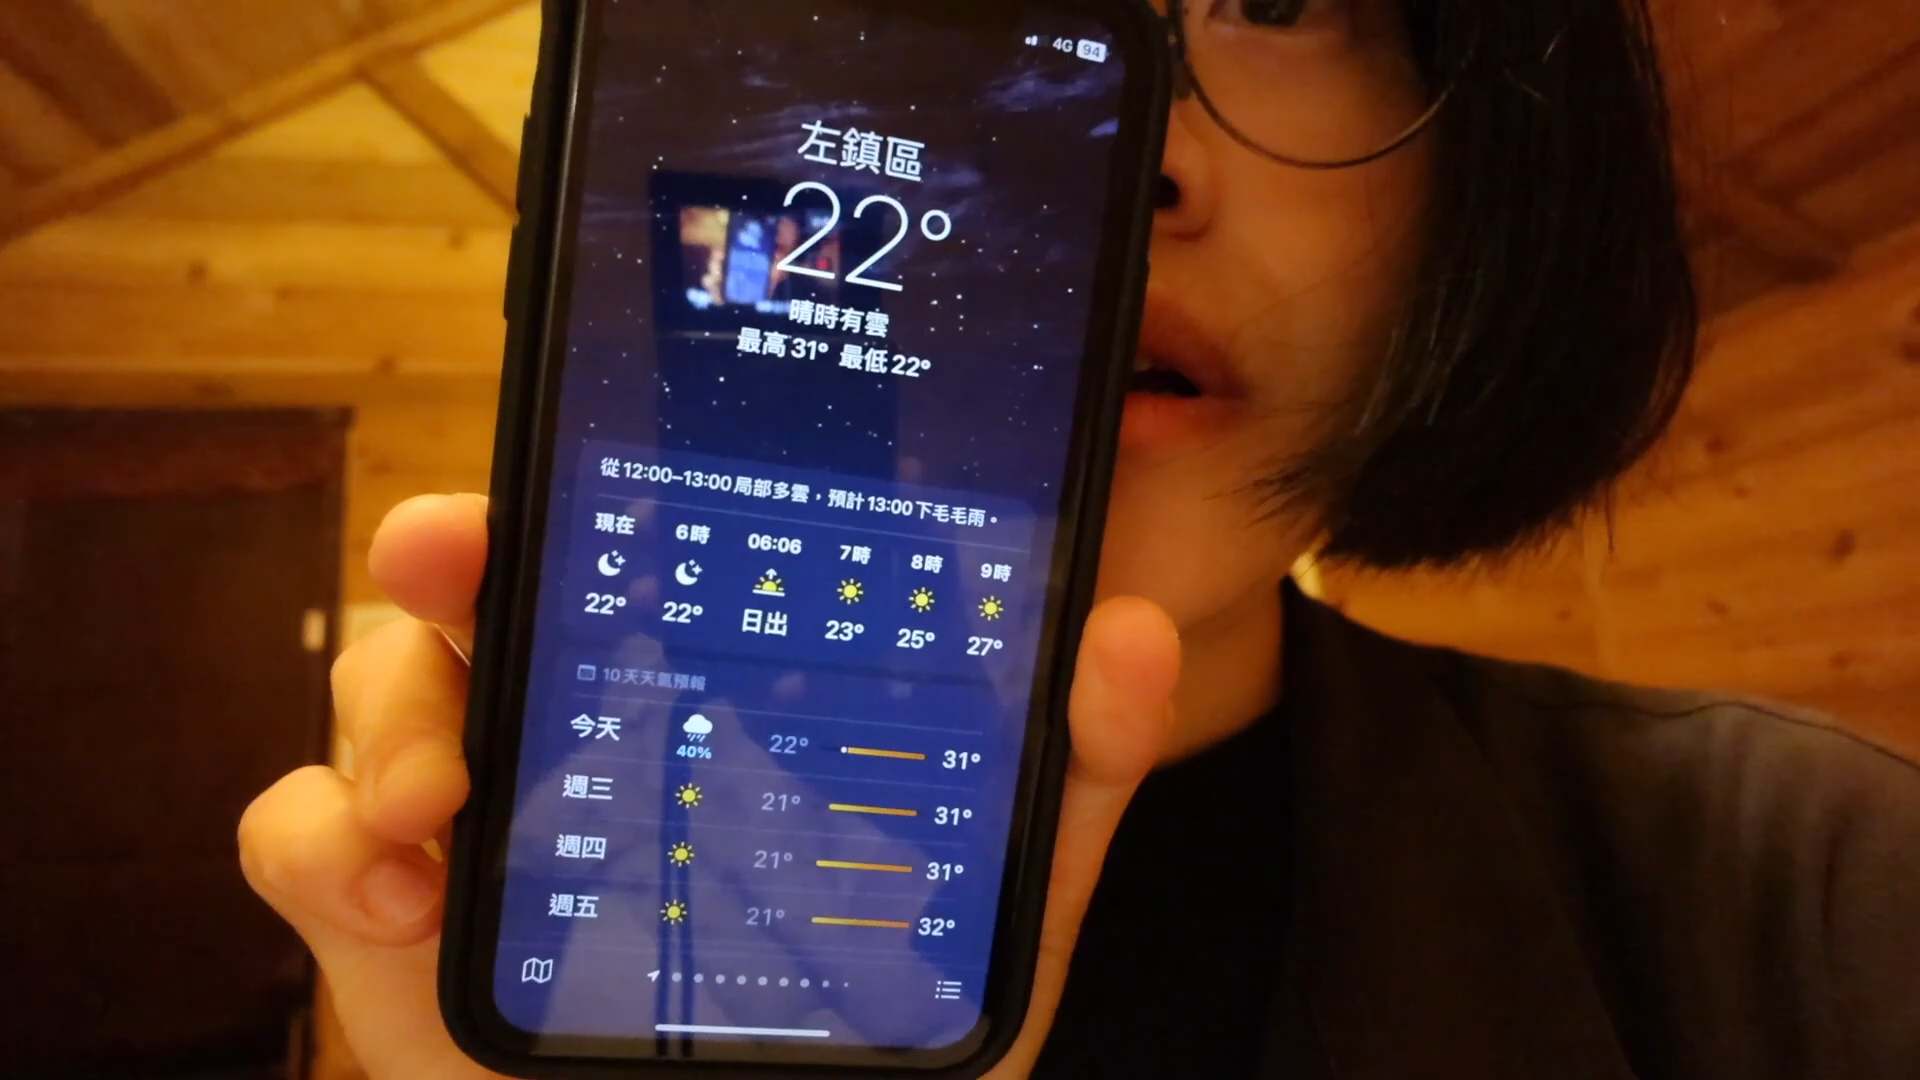 4G 94
左鎮區
22°
晴時有雲
最高31° 最低22°
從12:00–13:00局部多雲，預計13:00下毛毛雨。
現在 6時 06:06 7時 8時 9時
22° 22° 日出 23° 25° 27°
10天天氣預報
今天 40% 22° 31°
週三 21° 31°
週四 21° 31°
週五 21° 32°